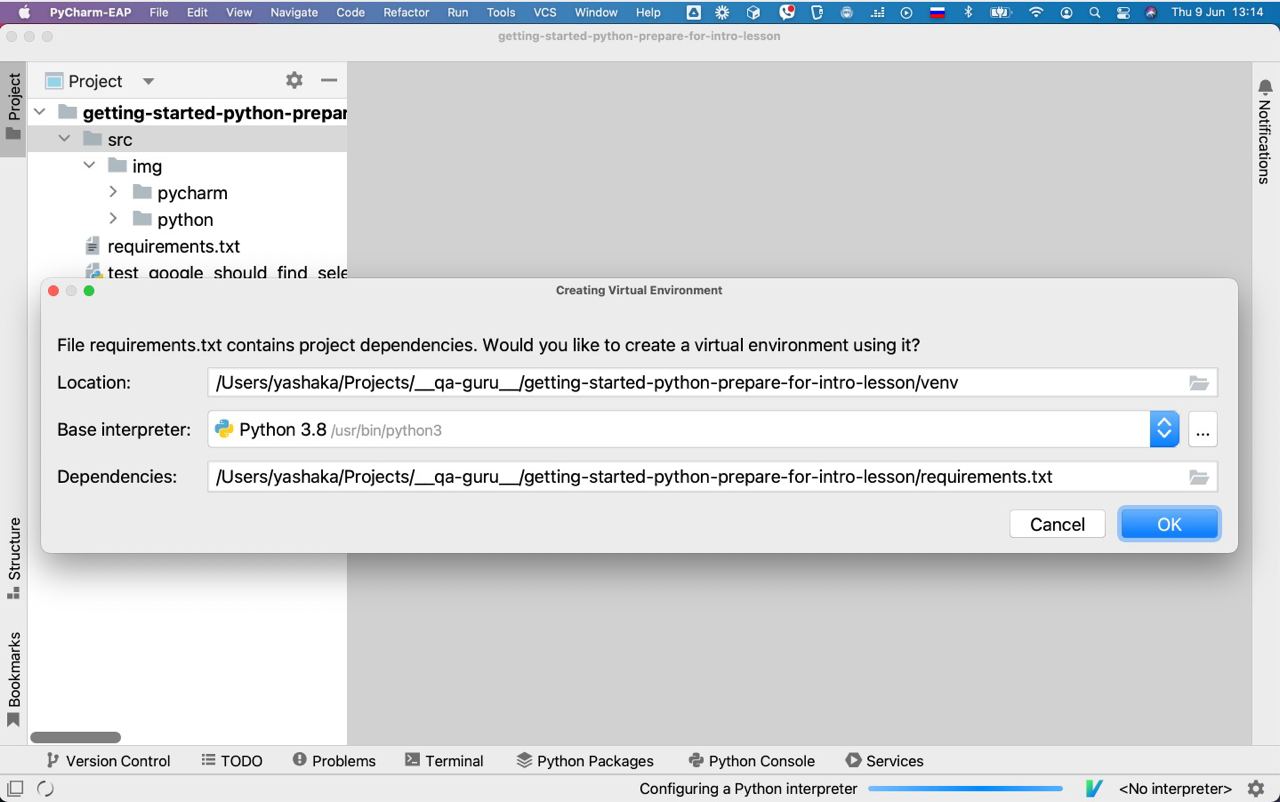 PyCharm-EAP File Edit View Navigate Code Refactor Run Tools VCS Window Help Thu 9 Jun 13:14
getting-started-python-prepare-for-intro-lesson
Project
Project
getting-started-python-prepar
src
img
pycharm
python
requirements.txt
test_google_should_find_sele
Notifications
Creating Virtual Environment
File requirements.txt contains project dependencies. Would you like to create a virtual environment using it?
Location: /Users/yashaka/Projects/__qa-guru__/getting-started-python-prepare-for-intro-lesson/venv
Base interpreter: Python 3.8 /usr/bin/python3 ...
Dependencies: /Users/yashaka/Projects/__qa-guru__/getting-started-python-prepare-for-intro-lesson/requirements.txt
Cancel OK
Structure
Bookmarks
Version Control TODO Problems Terminal Python Packages Python Console Services
Configuring a Python interpreter <No interpreter>